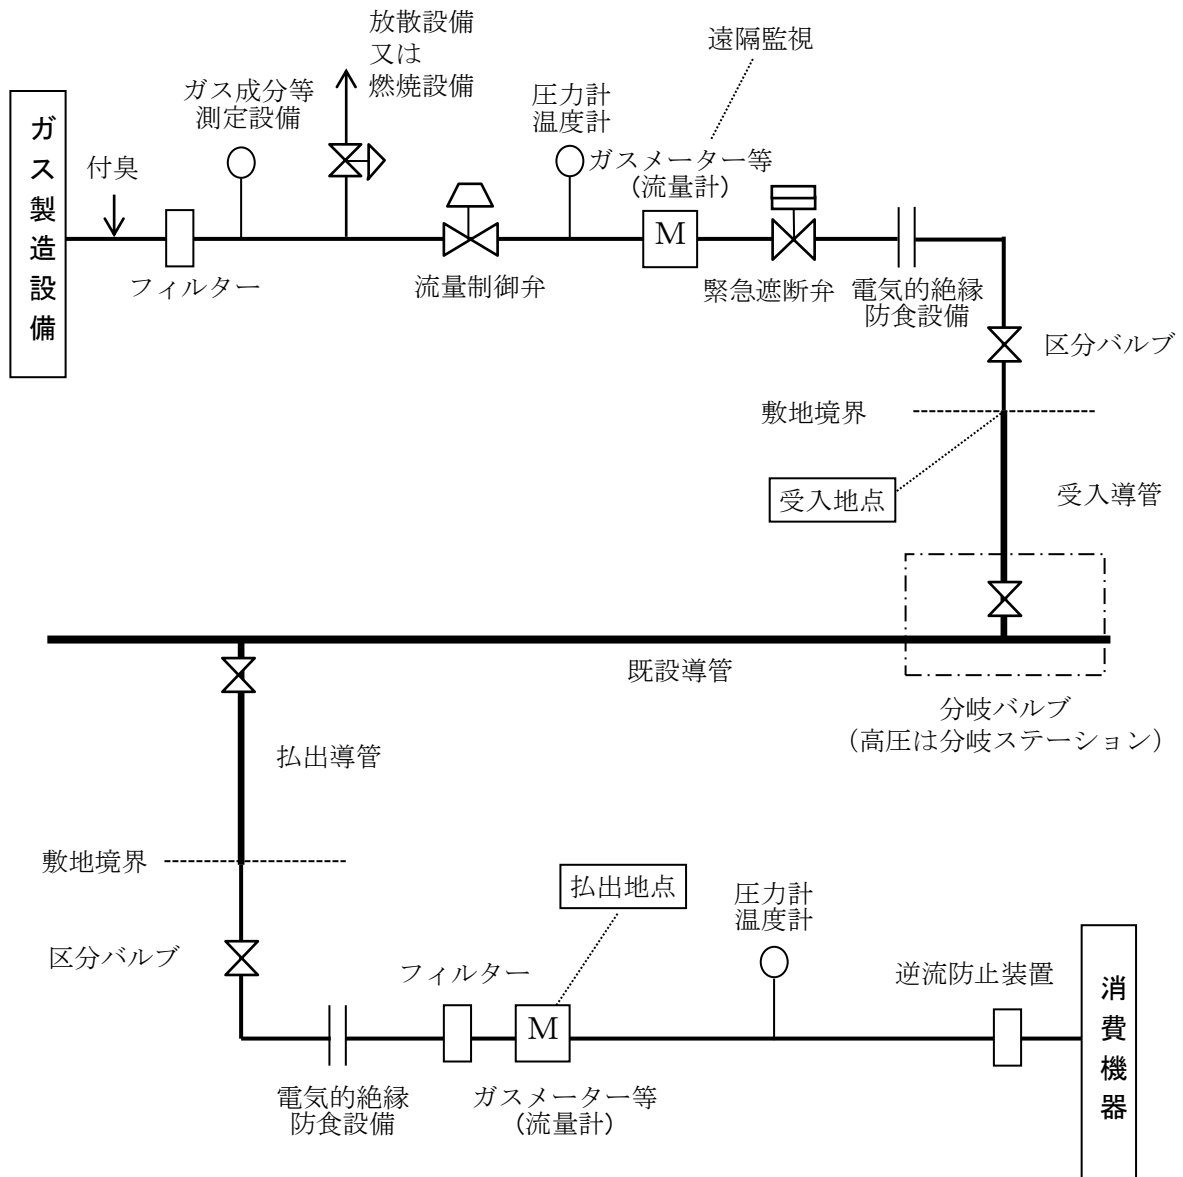 放散設備
又は
燃焼設備
遠隔監視
ガス成分等
測定設備
圧力計
温度計
ガス製造設備
付臭
ガスメーター等
(流量計)
M
フィルター
流量制御弁
緊急遮断弁
電気的絶縁
防食設備
区分バルブ
敷地境界
受入地点
受入導管
既設導管
分岐バルブ
（高圧は分岐ステーション）
払出導管
敷地境界
払出地点
圧力計
温度計
区分バルブ
フィルター
逆流防止装置
消費機器
M
電気的絶縁
防食設備
ガスメーター等
(流量計)